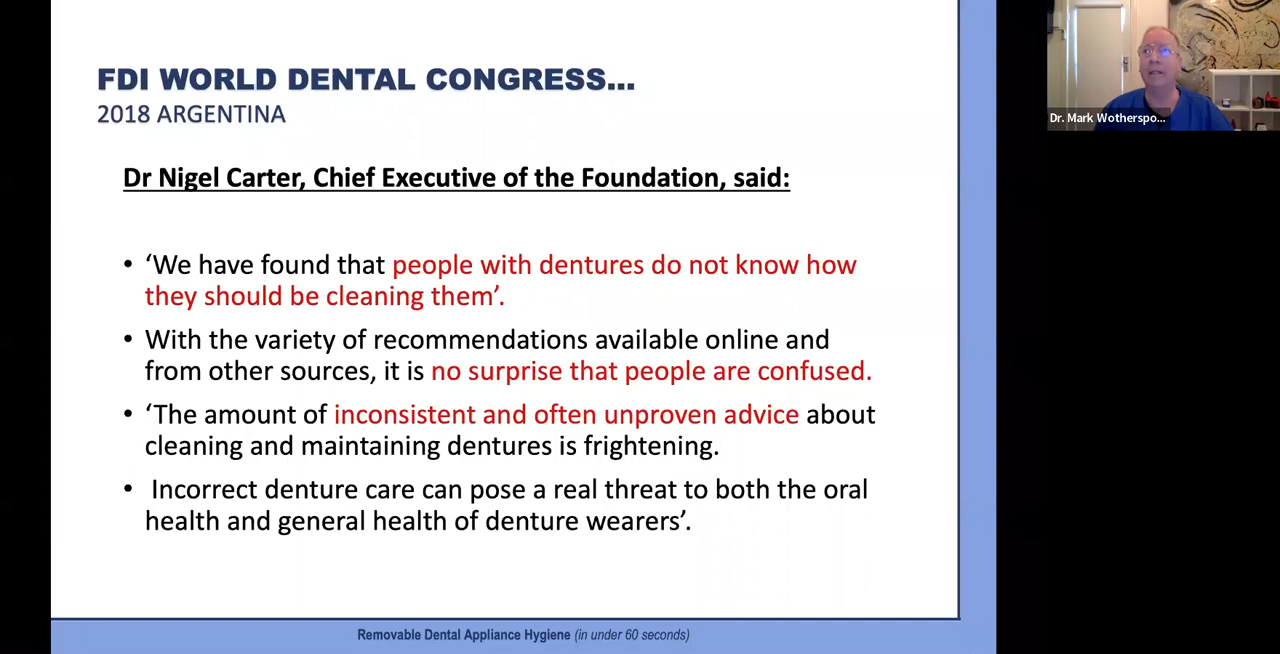 FDI WORLD DENTAL CONGRESS...
2018 ARGENTINA
Dr. Mark Wotherspo...
Dr Nigel Carter, Chief Executive of the Foundation, said:
• ‘We have found that people with dentures do not know how
they should be cleaning them’.
• With the variety of recommendations available online and
from other sources, it is no surprise that people are confused.
• ‘The amount of inconsistent and often unproven advice about
cleaning and maintaining dentures is frightening.
• Incorrect denture care can pose a real threat to both the oral
health and general health of denture wearers’.
Removable Dental Appliance Hygiene (in under 60 seconds)